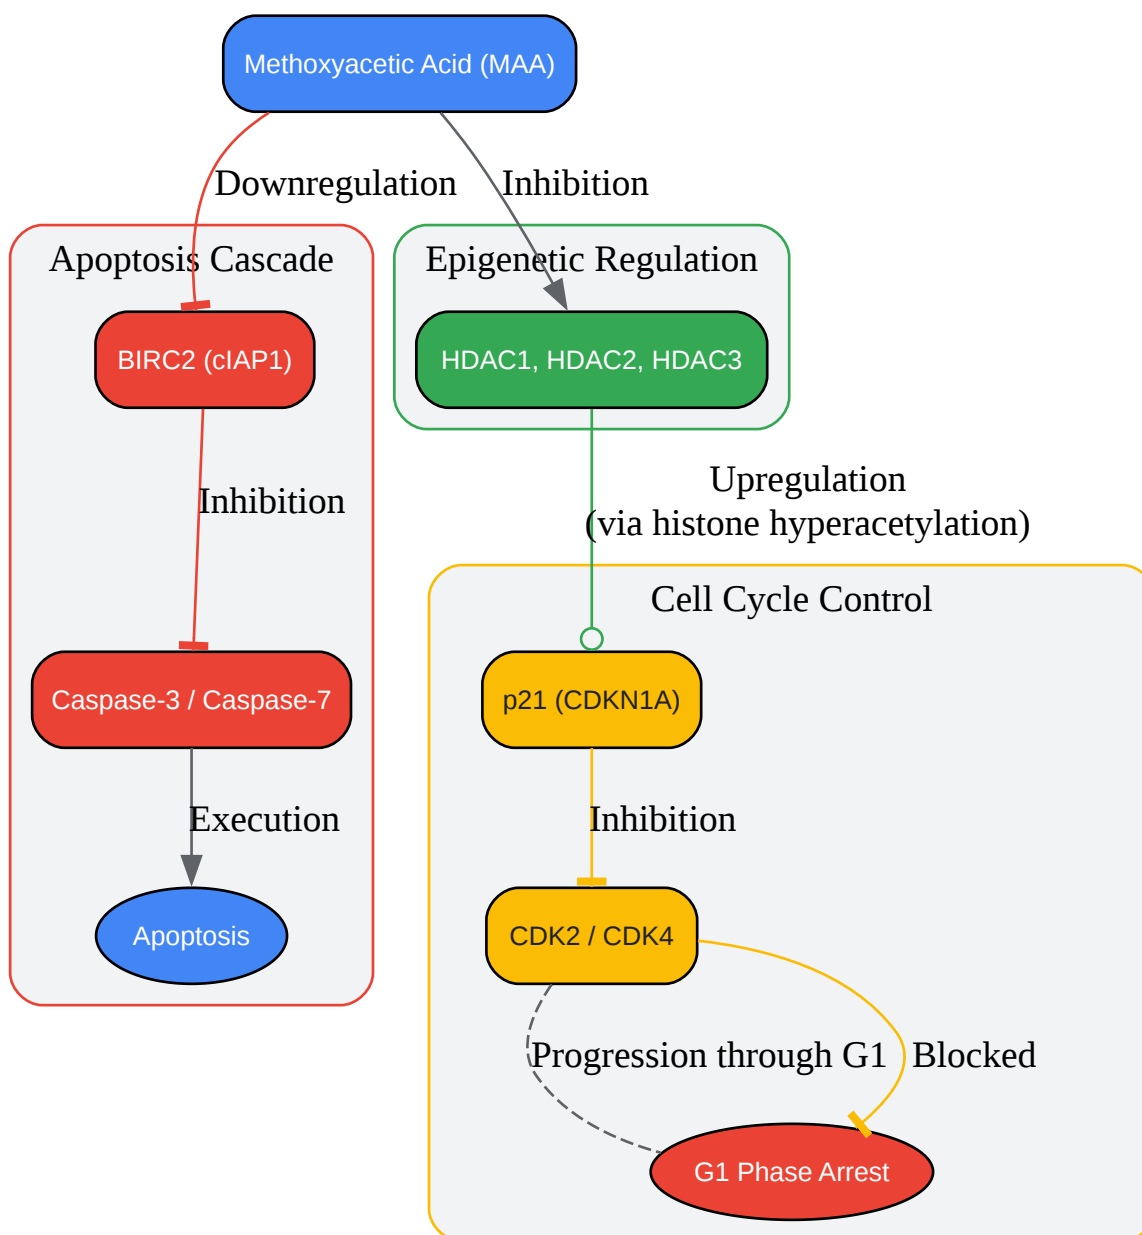 Methoxyacetic Acid (MAA)
Downregulation
Inhibition
Apoptosis Cascade
Epigenetic Regulation
BIRC2 (cIAP1)
HDAC1, HDAC2, HDAC3
Inhibition
Upregulation
(via histone hyperacetylation)
Cell Cycle Control
Caspase-3 / Caspase-7
p21 (CDKN1A)
Execution
Inhibition
Apoptosis
CDK2 / CDK4
Progression through G1
Blocked
G1 Phase Arrest